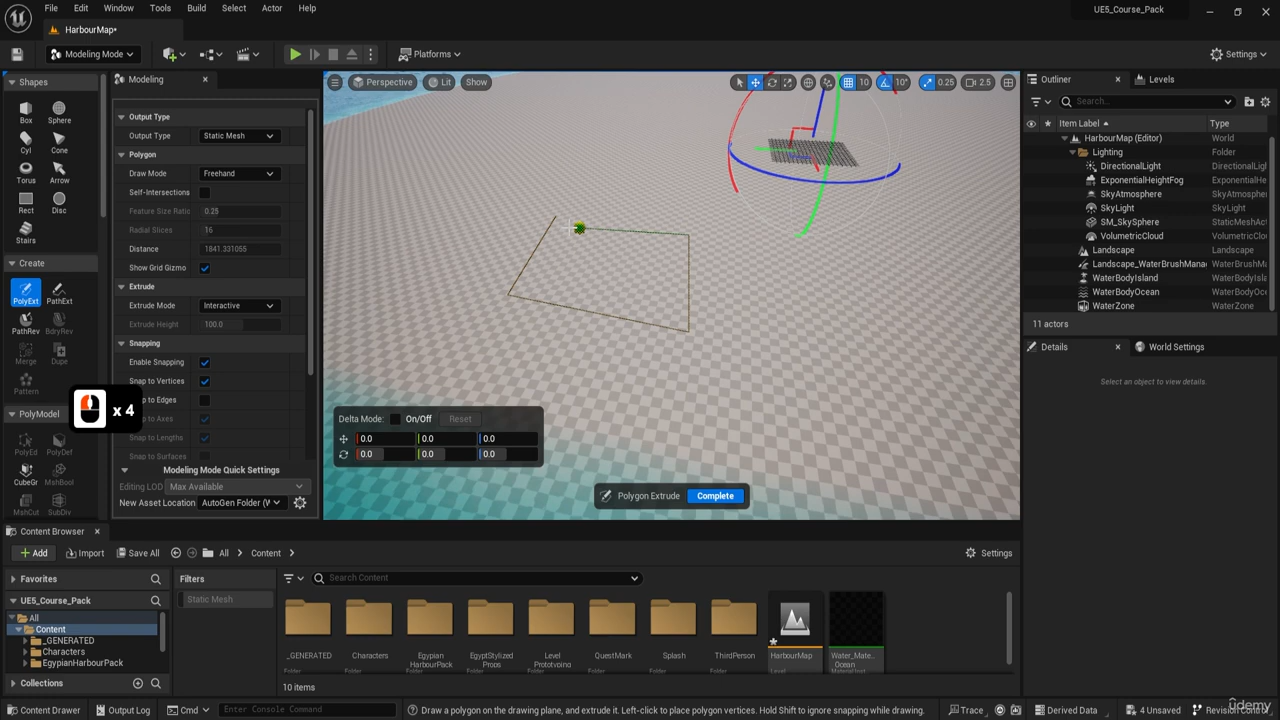 File Edit Window Tools Build Select Actor Help
UE5_Course_Pack
HarbourMap*
Modeling Mode Platforms Settings
Shapes
Box Sphere
Cyl Cone
Torus Arrow
Rect Disc
Stairs
Create
PolyExt PathExt
PathRev BdryRev
Merge Dupe
Pattern
PolyModel
PolyEd PolyDef
CubeGr MshBool
MshCut SubDiv
x 4
Modeling
Output Type
Output Type Static Mesh
Polygon
Draw Mode Freehand
Self-Intersections
Feature Size Ratio 0.25
Radial Slices 16
Distance 1841.331055
Show Grid Gizmo
Extrude
Extrude Mode Interactive
Extrude Height 100.0
Snapping
Enable Snapping
Snap to Vertices
Snap to Edges
to Axes
Snap to Lengths
Snap to Surfaces
Modeling Mode Quick Settings
Editing LOD Max Available
New Asset Location AutoGen Folder (W
Perspective Lit Show
10 10° 0.25 2.5
Delta Mode: On/Off Reset
0.0 0.0 0.0
0.0 0.0 0.0
Polygon Extrude Complete
Outliner Levels
Search...
Item Label Type
HarbourMap (Editor) World
Lighting Folder
DirectionalLight DirectionalLi
ExponentialHeightFog ExponentialHe
SkyAtmosphere SkyAtmosphe
SkyLight SkyLight
SM_SkySphere StaticMeshAct
VolumetricCloud VolumetricClo
Landscape Landscape
Landscape_WaterBrushMana WaterBrushMa
WaterBodyIsland WaterBodyIsl
WaterBodyOcean WaterBodyOce
WaterZone WaterZone
11 actors
Details World Settings
Select an object to view details.
Content Browser
Add Import Save All All Content Settings
Favorites
UE5_Course_Pack
All
Content
_GENERATED
Characters
EgypianHarbourPack
Collections
Filters
Static Mesh
Search Content
_GENERATED Characters Egypian HarbourPack EgyptStylized Props Level Prototyping QuestMark Splash ThirdPerson HarbourMap Water_Mate... Ocean
Folder Folder Folder Folder Folder Folder Folder Folder Level
10 items
Content Drawer Output Log Cmd Enter Console Command Draw a polygon on the drawing plane, and extrude it. Left-click to place polygon vertices. Hold Shift to ignore snapping while drawing. Trace Derived Data 4 Unsaved Revision
udemy